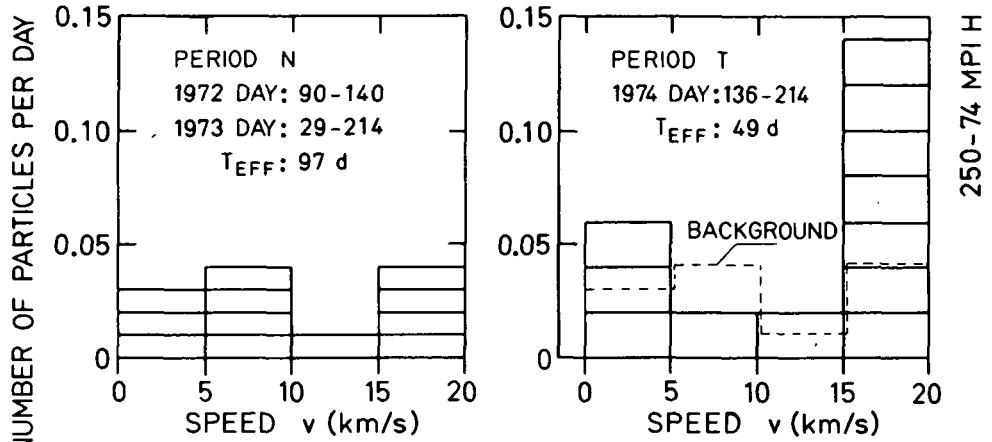 NUMBER OF PARTICLES PER DAY
0.15
0.10
0.05
0
PERIOD N
1972 DAY: 90-140
1973 DAY: 29-214
T_EFF: 97 d
0 5 10 15 20
SPEED v (km/s)
0.15
0.10
0.05
0
PERIOD T
1974 DAY:136-214
T_EFF: 49 d
BACKGROUND
0 5 10 15 20
SPEED v (km/s)
250-74 MPI H